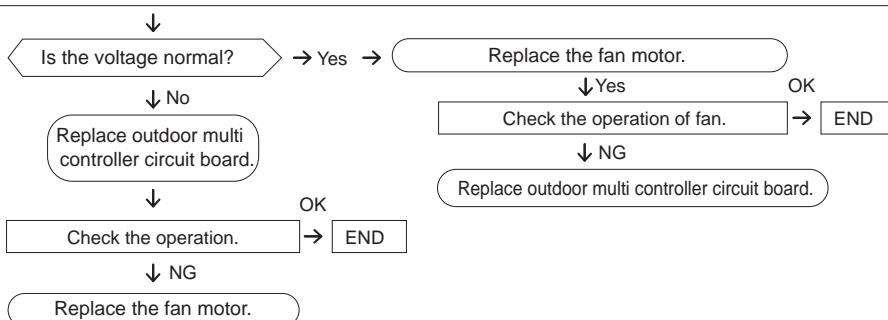 Is the voltage normal?
Yes
Replace the fan motor.
Yes
OK
Check the operation of fan.
END
NG
Replace outdoor multi controller circuit board.
No
Replace outdoor multi
controller circuit board.
OK
Check the operation.
END
NG
Replace the fan motor.